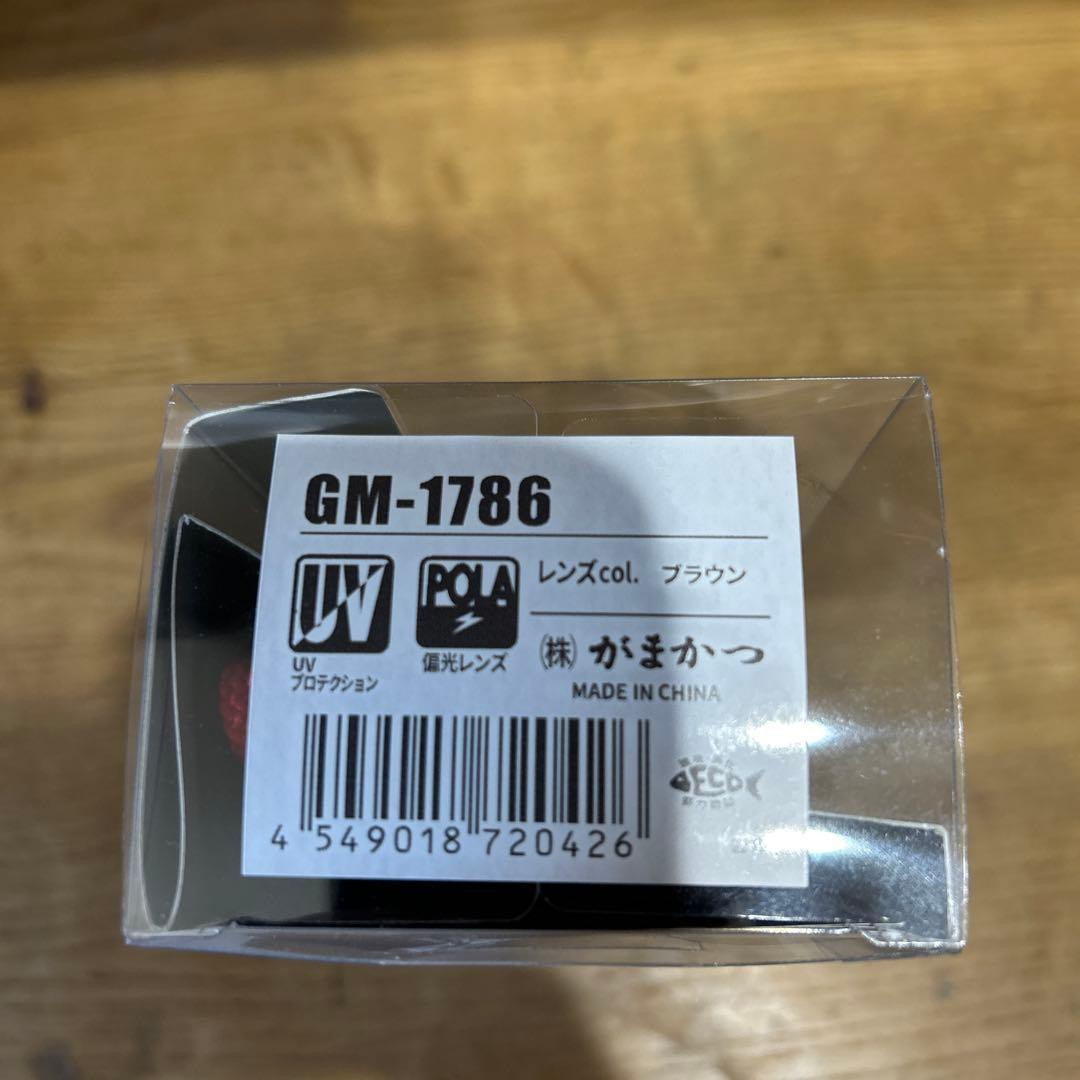 GM-1786
UV
POLA
レンズcol. ブラウン
UV
プロテクション
偏光レンズ
㈱ がまかつ
MADE IN CHINA
ECO
4 549018 720426